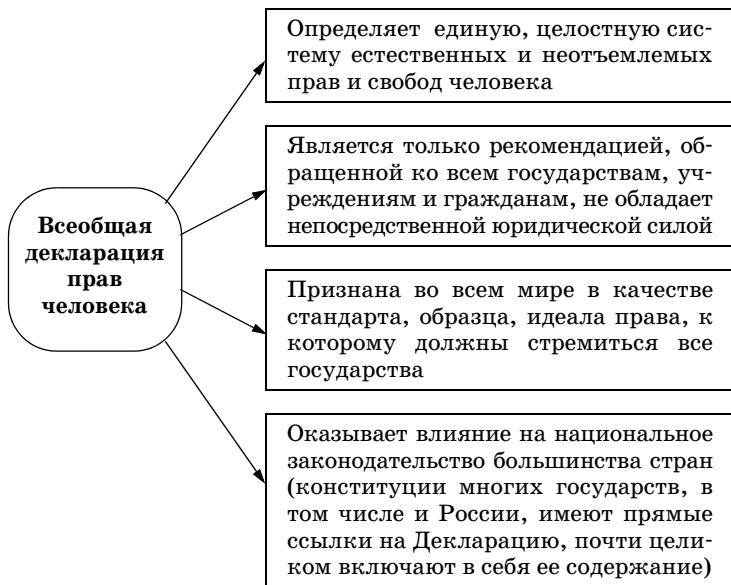 Определяет единую, целостную сис-
тему естественных и неотъемлемых
прав и свобод человека
Является только рекомендацией, об-
ращенной ко всем государствам, уч-
реждениям и гражданам, не обладает
непосредственной юридической силой
Всеобщая
декларация
прав
человека
Признана во всем мире в качестве
стандарта, образца, идеала права, к
которому должны стремиться все
государства
Оказывает влияние на национальное
законодательство большинства стран
(конституции многих государств, в
том числе и России, имеют прямые
ссылки на Декларацию, почти цели-
ком включают в себя ее содержание)